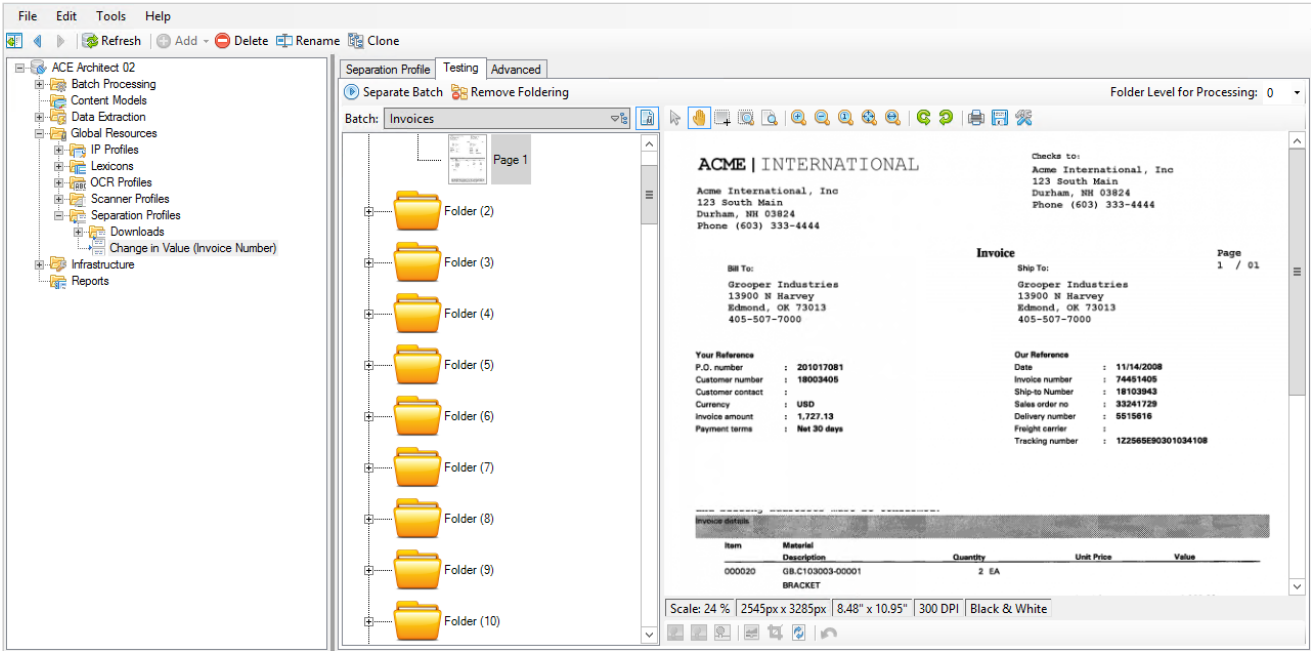 File Edit Tools Help
Refresh Add Delete Rename Clone
ACE Architect 02
Batch Processing
Content Models
Data Extraction
Global Resources
IP Profiles
Lexicons
OCR Profiles
Scanner Profiles
Separation Profiles
Downloads
Change in Value (Invoice Number)
Infrastructure
Reports
Separation Profile Testing Advanced
Separate Batch Remove Foldering Folder Level for Processing: 0
Batch: Invoices
Page 1
Folder (2)
Folder (3)
Folder (4)
Folder (5)
Folder (6)
Folder (7)
Folder (8)
Folder (9)
Folder (10)
ACME | INTERNATIONAL
Acme International, Inc
123 South Main
Durham, NH 03824
Phone (603) 333-4444
Checks to:
Acme International, Inc
123 South Main
Durham, NH 03824
Phone (603) 333-4444
Invoice
Page
1 / 01
Bill To:
Grooper Industries
13900 N Harvey
Edmond, OK 73013
405-507-7000
Ship To:
Grooper Industries
13900 N Harvey
Edmond, OK 73013
405-507-7000
Your Reference
P.O. number : 201017081
Customer number : 18003405
Customer contact :
Currency : USD
Invoice amount : 1,727.13
Payment terms : Net 30 days
Our Reference
Date : 11/14/2008
Invoice number : 74451405
Ship-to Number : 18103943
Sales order no : 33241729
Delivery number : 5515616
Freight carrier :
Tracking number : 1Z2565E90301034108
Invoice details
Item Material
Description Quantity Unit Price Value
000020 GB.C103003-00001 2 EA
BRACKET
Scale: 24 % 2545px x 3285px 8.48" x 10.95" 300 DPI Black & White